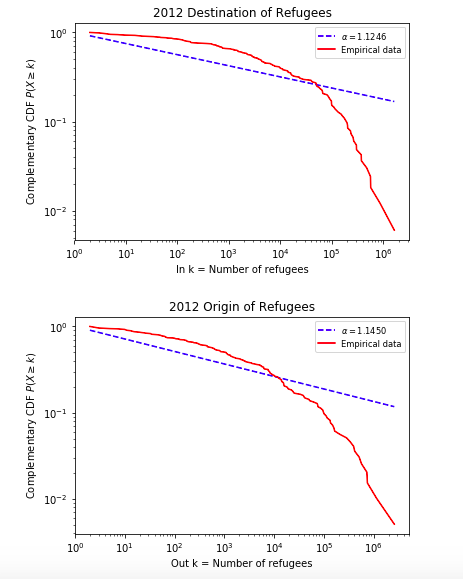 2012 Destination of Refugees
α = 1.1246
Empirical data
Complementary CDF P(X ≥ k)
10⁰
10⁻¹
10⁻²
10⁰ 10¹ 10² 10³ 10⁴ 10⁵ 10⁶
In k = Number of refugees
2012 Origin of Refugees
α = 1.1450
Empirical data
Complementary CDF P(X ≥ k)
10⁰
10⁻¹
10⁻²
10⁰ 10¹ 10² 10³ 10⁴ 10⁵ 10⁶
Out k = Number of refugees